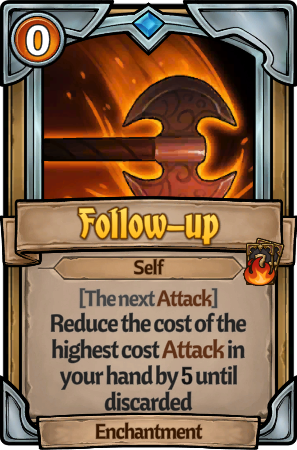 0
Follow-up
Self
[The next Attack]
Reduce the cost of the
highest cost Attack in
your hand by 5 until
discarded
Enchantment